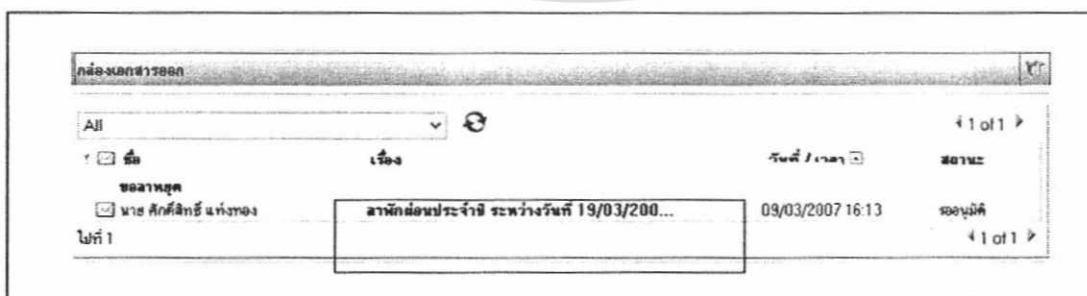 กล่องเอกสารออก
All 1 of 1
ชื่อ เรื่อง วันที่ / เวลา สถานะ
ขอลาหยุด
นาย ศักดิ์สิทธิ์ แท่งทอง ลาพักผ่อนประจำปี ระหว่างวันที่ 19/03/200... 09/03/2007 16:13 รออนุมัติ
ไปที่ 1 1 of 1